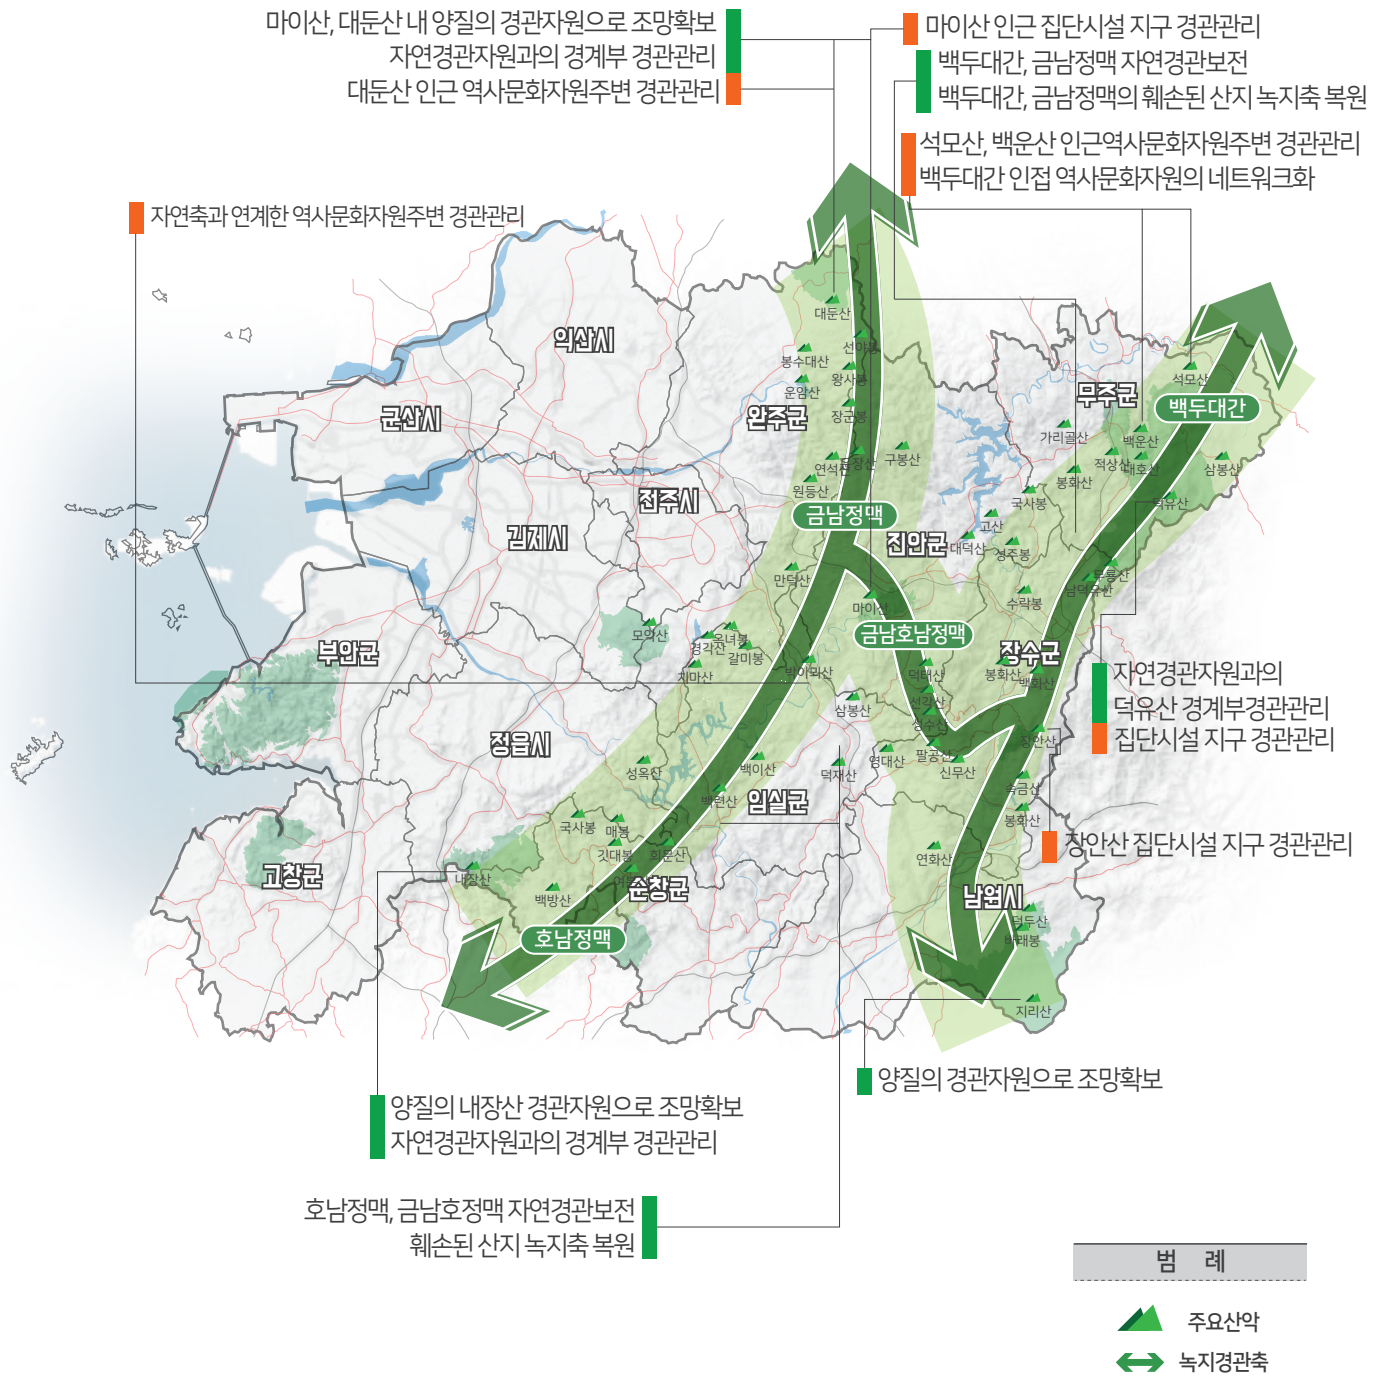 마이산, 대둔산 내 양질의 경관자원으로 조망확보
자연경관자원과의 경계부 경관관리
대둔산 인근 역사문화자원주변 경관관리
마이산 인근 집단시설 지구 경관관리
백두대간, 금남정맥 자연경관보전
백두대간, 금남정맥의 훼손된 산지 녹지축 복원
석모산, 백운산 인근역사문화자원주변 경관관리
백두대간 인접 역사문화자원의 네트워크화
자연축과 연계한 역사문화자원주변 경관관리
대둔산
익산시
선야봉
봉수대산
왕사봉
운암산
석모산
무주군
백두대간
군산시
완주군
장군봉
가리골산
백운산
구봉산
연석산
운장산
적상산
대호산
삼봉산
봉화산
원등산
국사봉
덕유산
전주시
금남정맥
고산
김제시
진안군
대덕산
성주봉
만덕산
무룡산
남덕유산
마이산
수락봉
모악산
옥녀봉
금남호남정맥
경각산
갈미봉
부안군
장수군
치마산
박이뫼산
덕태산
봉화산
백화산
자연경관자원과의
덕유산 경계부경관관리
집단시설 지구 경관관리
선각산
삼봉산
성수산
장안산
정읍시
팔공산
영대산
신무산
성옥산
백이산
덕재산
속금산
백련산
임실군
봉화산
국사봉
매봉
깃대봉
회문산
연화산
장안산 집단시설 지구 경관관리
고창군
내장산
순창군
백방산
남원시
덕두산
바래봉
호남정맥
지리산
양질의 경관자원으로 조망확보
양질의 내장산 경관자원으로 조망확보
자연경관자원과의 경계부 경관관리
호남정맥, 금남호정맥 자연경관보전
훼손된 산지 녹지축 복원
범 례
주요산악
녹지경관축